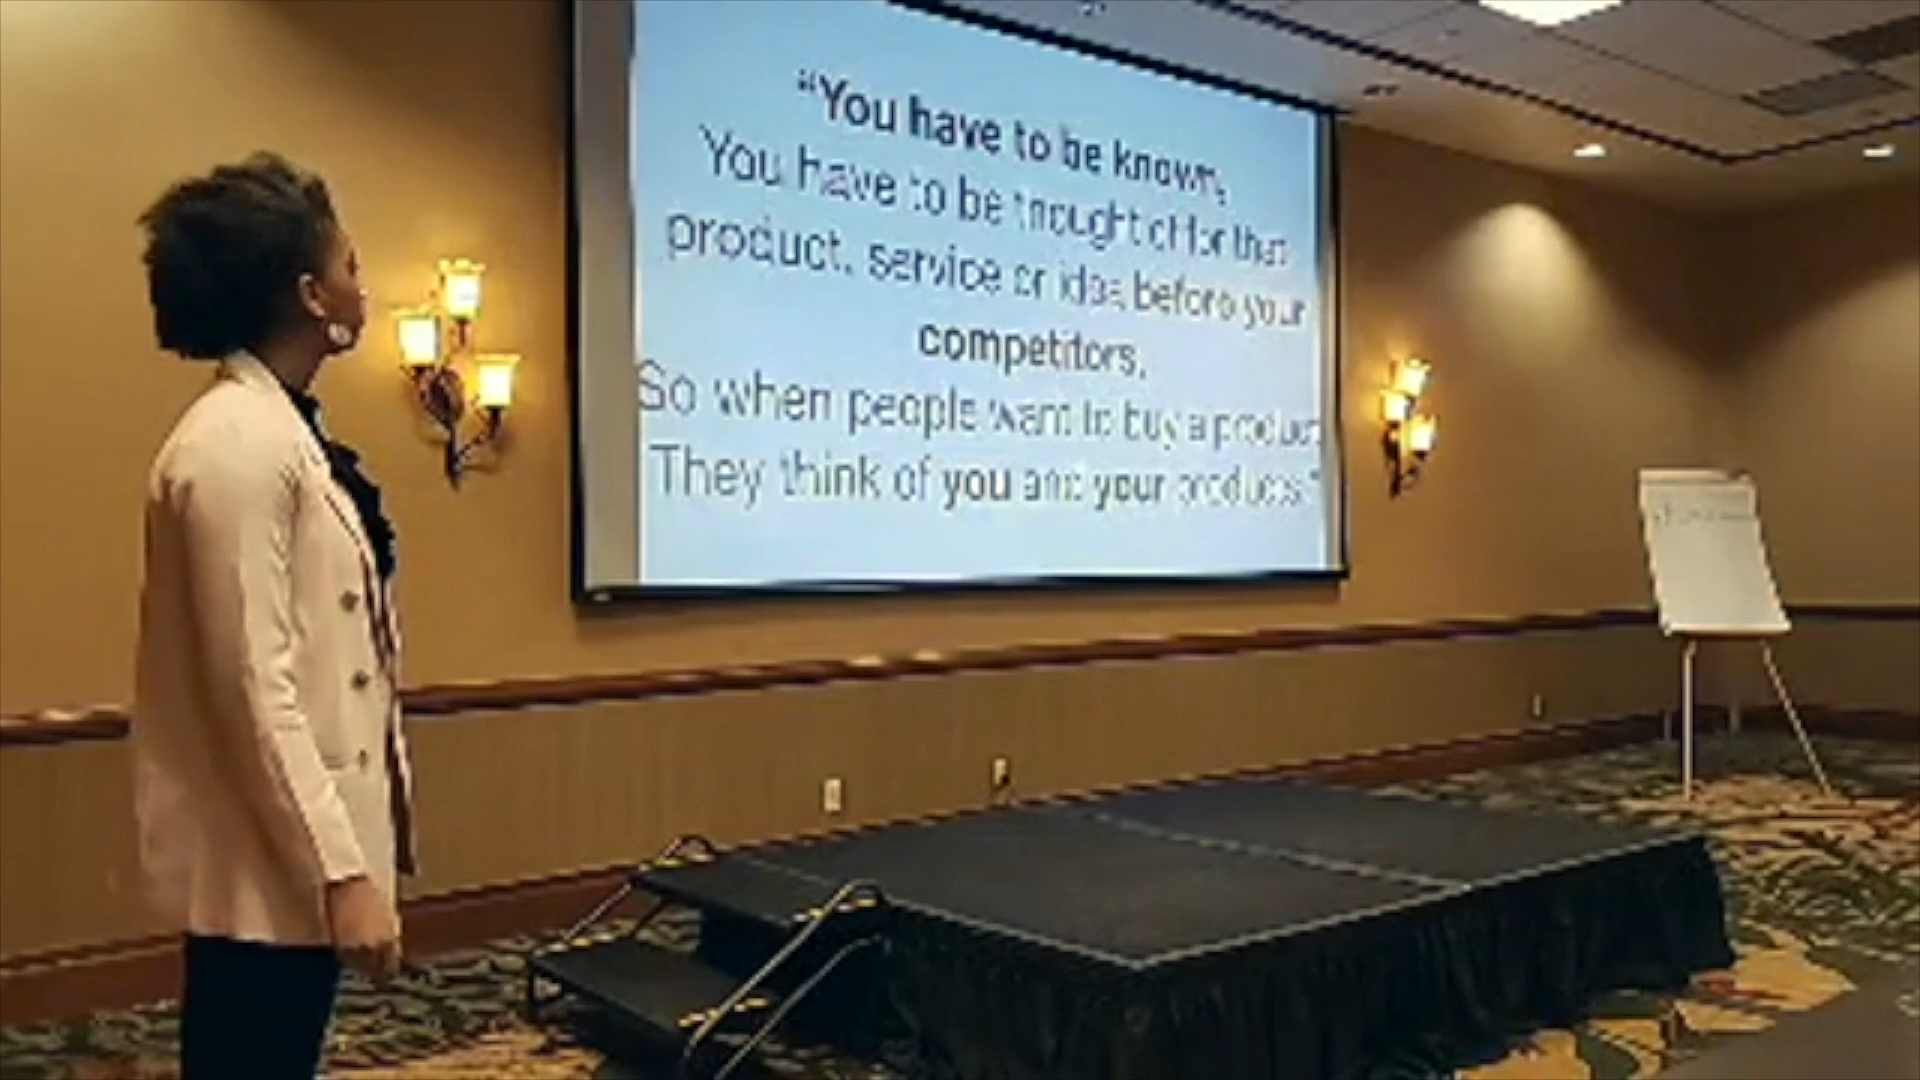 “You have to be known,
You have to be thought of for that
product, service or idea before your
competitors,
So when people want to buy a product
They think of you and your products”